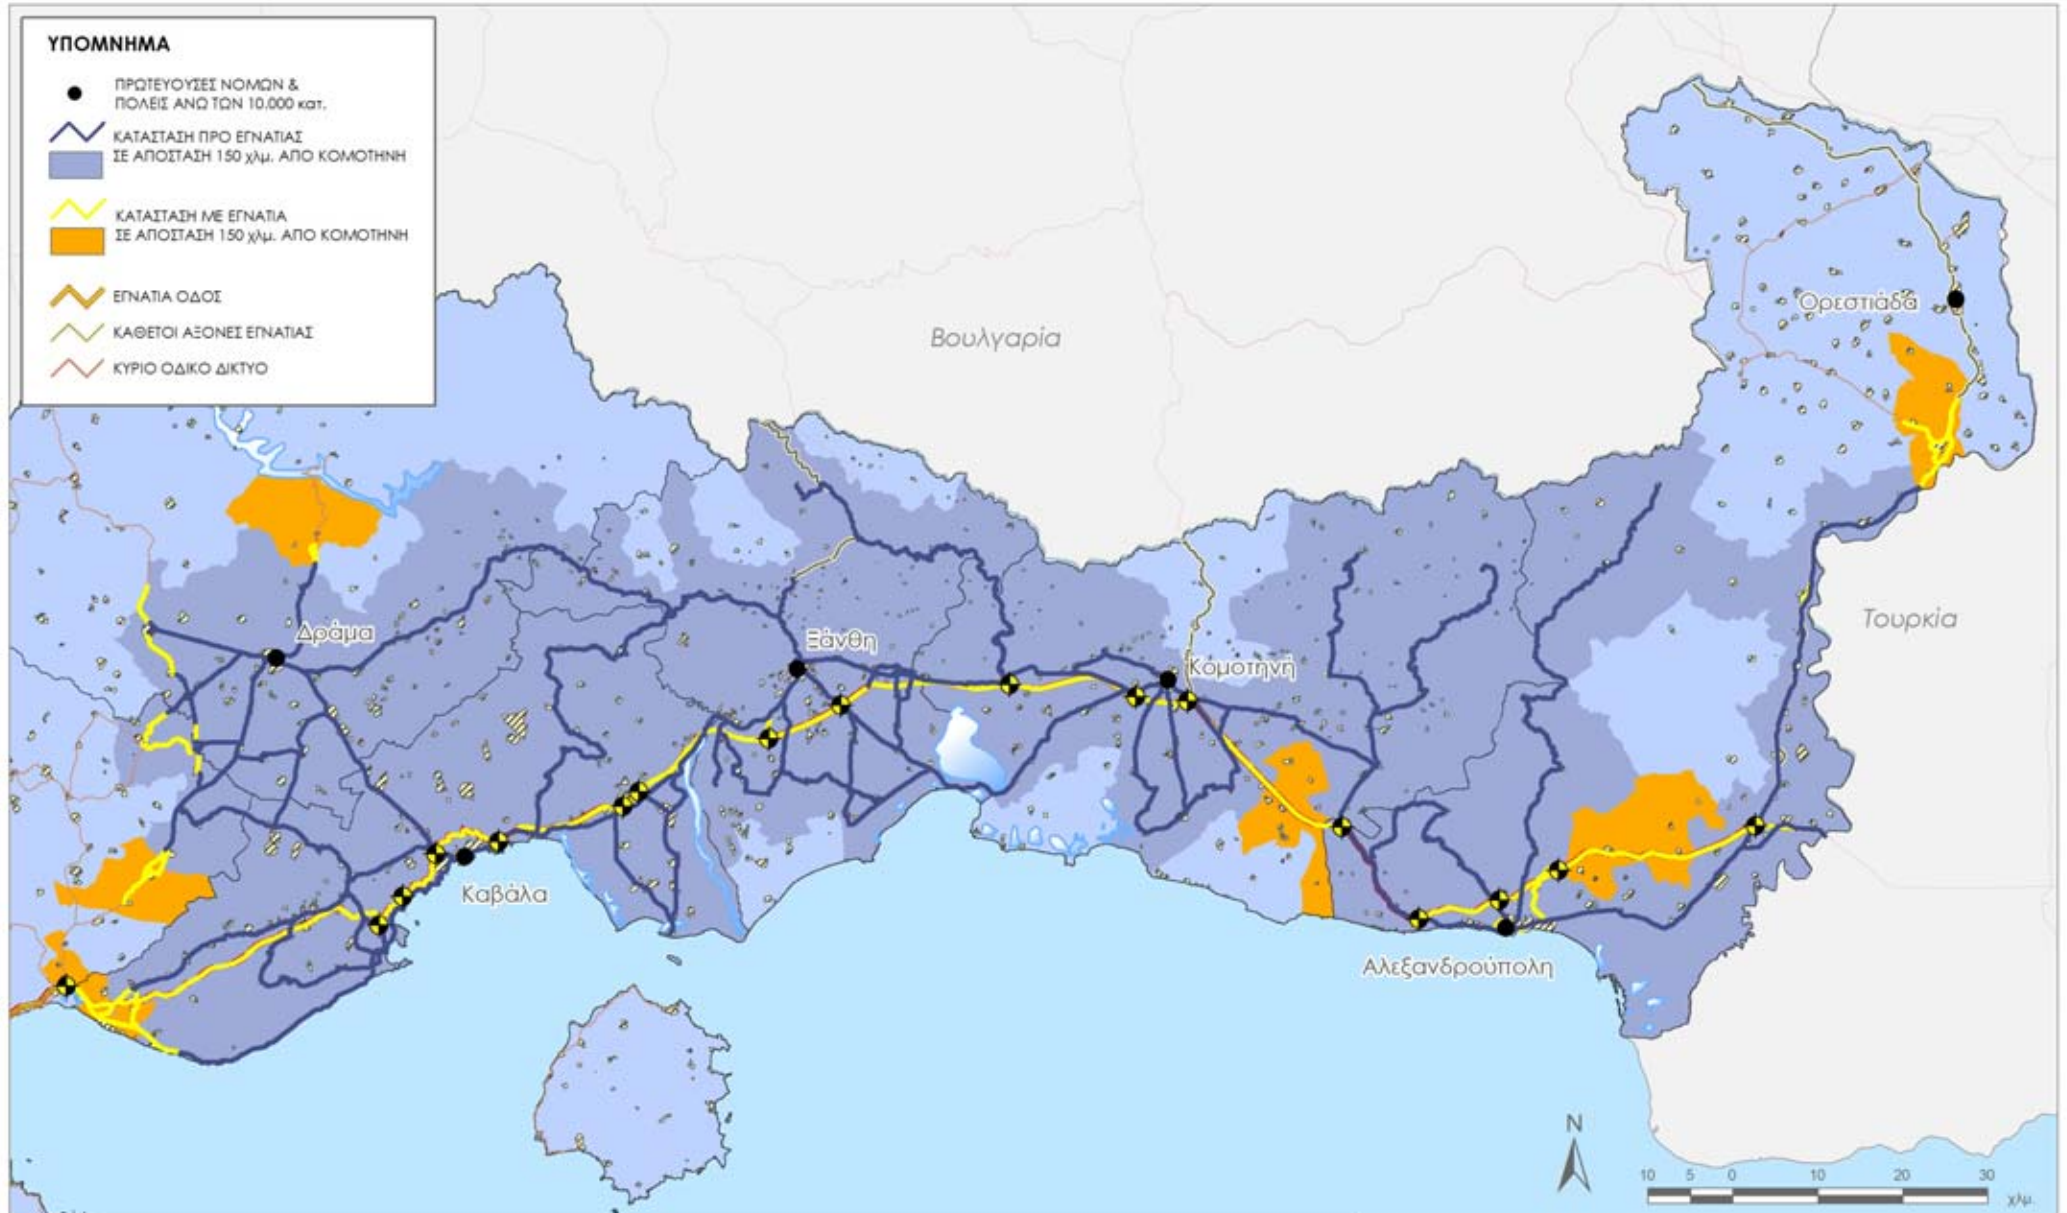 ΥΠΟΜΝΗΜΑ
ΠΡΩΤΕΥΟΥΣΕΣ ΝΟΜΩΝ &
ΠΟΛΕΙΣ ΑΝΩ ΤΩΝ 10.000 κατ.
ΚΑΤΑΣΤΑΣΗ ΠΡΟ ΕΓΝΑΤΙΑΣ
ΣΕ ΑΠΟΣΤΑΣΗ 150 χλμ. ΑΠΟ ΚΟΜΟΤΗΝΗ
ΚΑΤΑΣΤΑΣΗ ΜΕ ΕΓΝΑΤΙΑ
ΣΕ ΑΠΟΣΤΑΣΗ 150 χλμ. ΑΠΟ ΚΟΜΟΤΗΝΗ
ΕΓΝΑΤΙΑ ΟΔΟΣ
ΚΑΘΕΤΟΙ ΑΞΟΝΕΣ ΕΓΝΑΤΙΑΣ
ΚΥΡΙΟ ΟΔΙΚΟ ΔΙΚΤΥΟ
Ορεστιάδα
Βουλγαρία
Τουρκία
Δράμα
Ξάνθη
Κομοτηνή
Καβάλα
Αλεξανδρούπολη
N
10 5 0 10 20 30
χλμ.